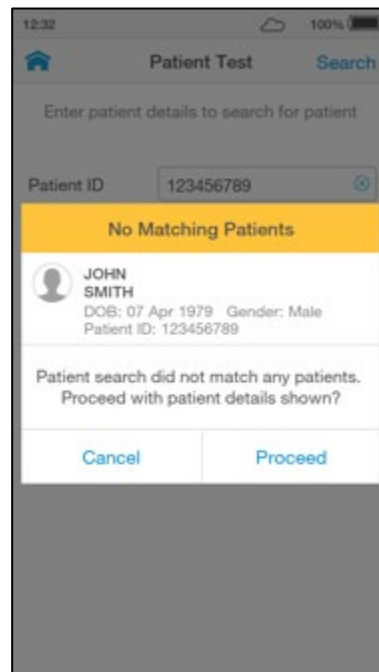 12:32 100%
Patient Test Search
Enter patient details to search for patient
Patient ID 123456789
No Matching Patients
JOHN
SMITH
DOB: 07 Apr 1979 Gender: Male
Patient ID: 123456789
Patient search did not match any patients.
Proceed with patient details shown?
Cancel Proceed